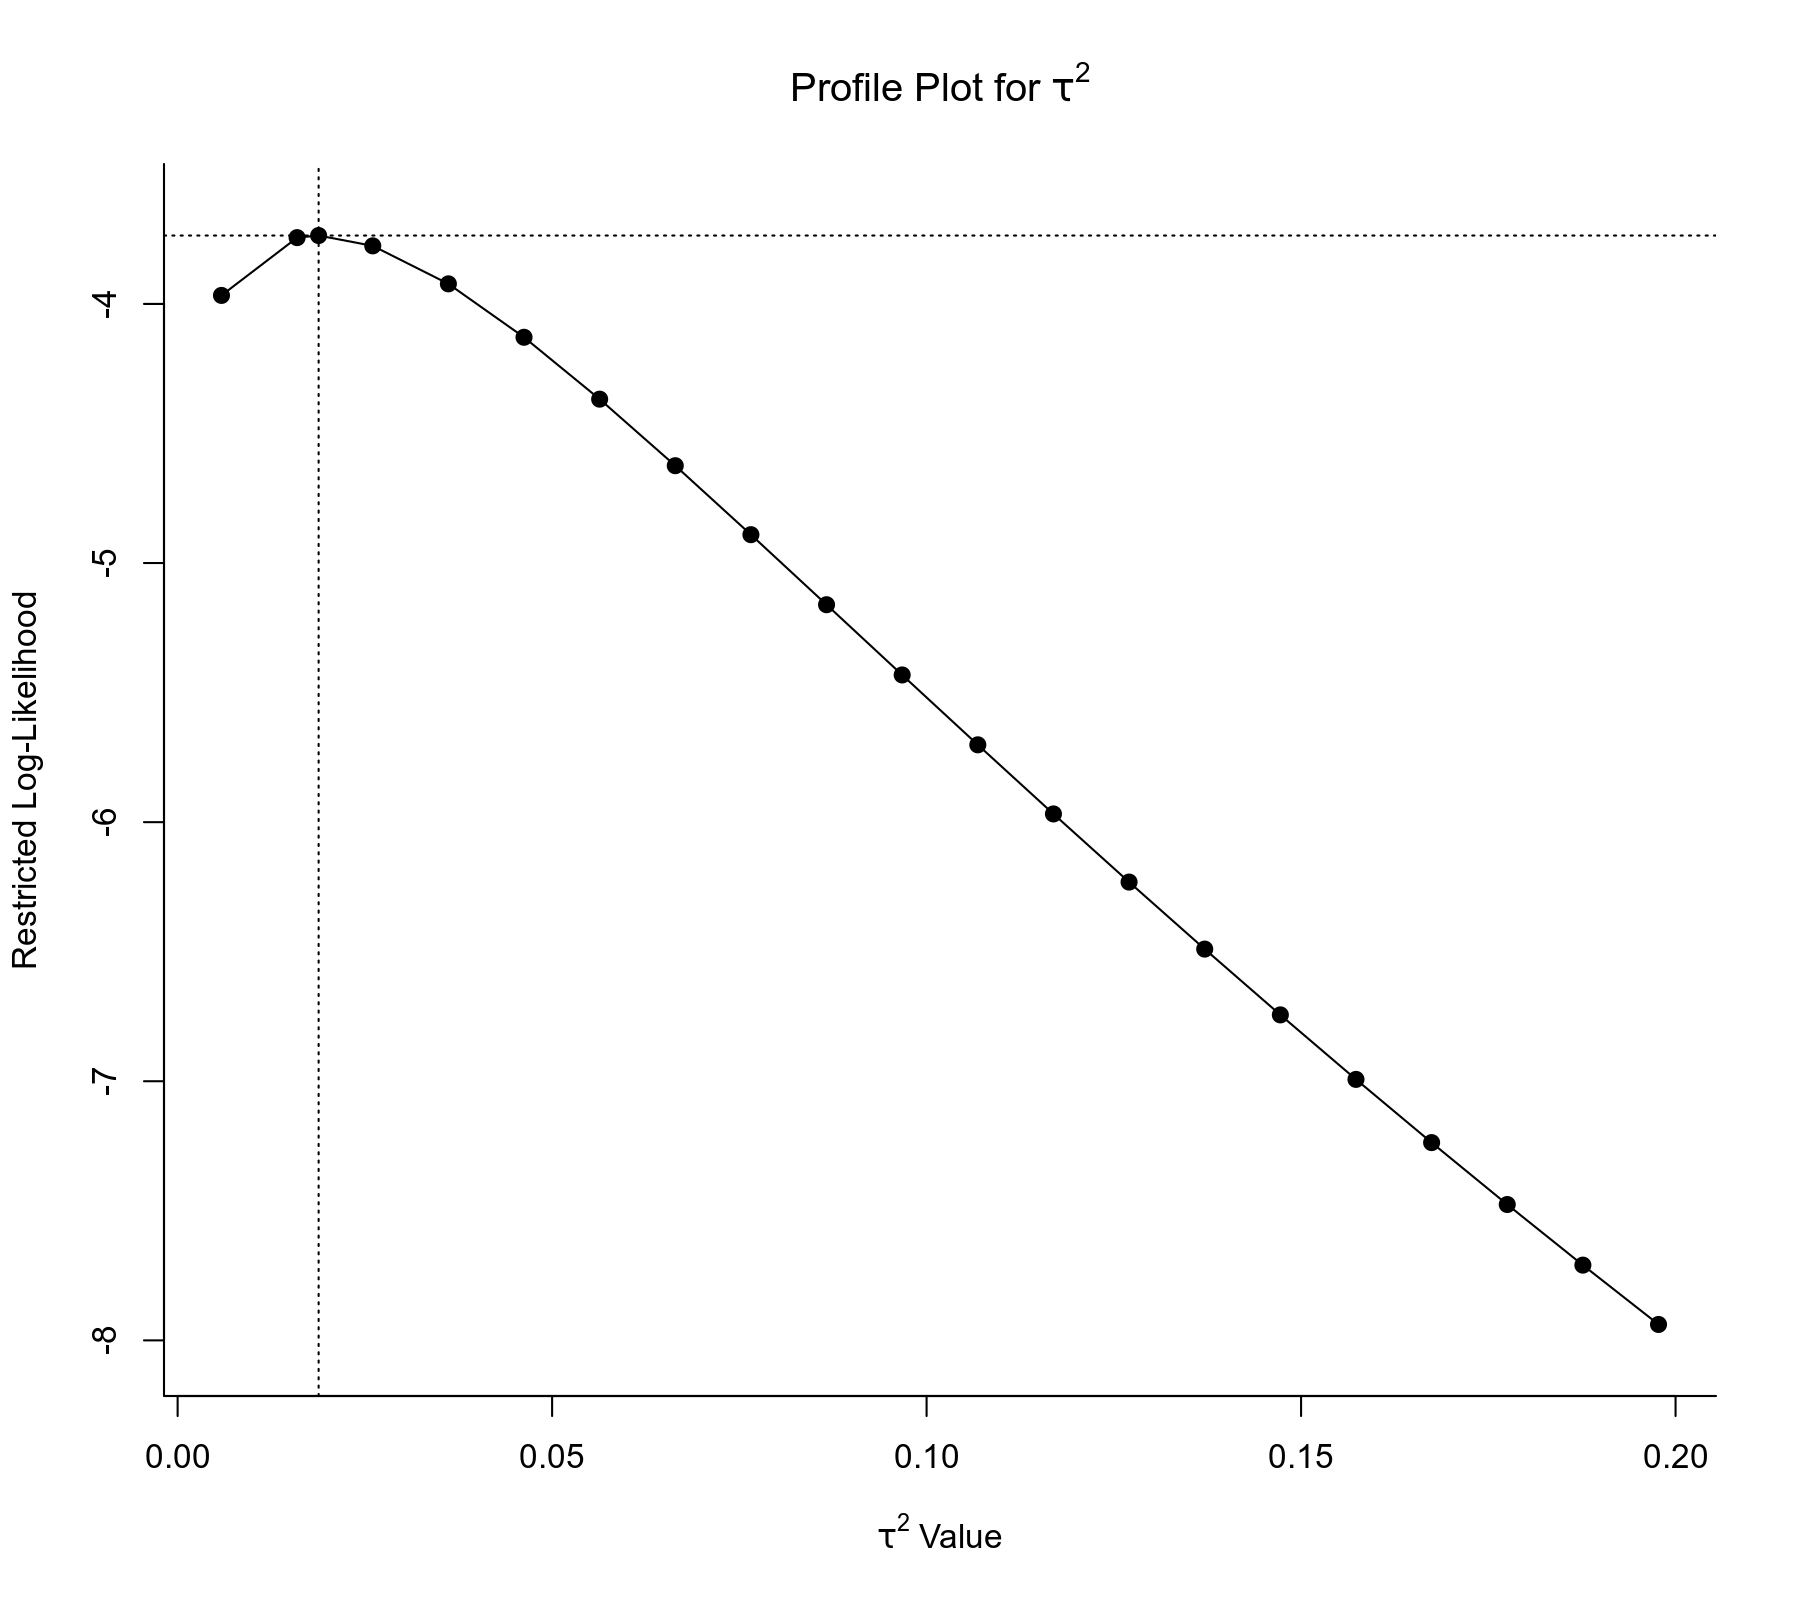 Profile Plot for τ²
Restricted Log-Likelihood
-4
-5
-6
-7
-8
0.00 0.05 0.10 0.15 0.20
τ² Value